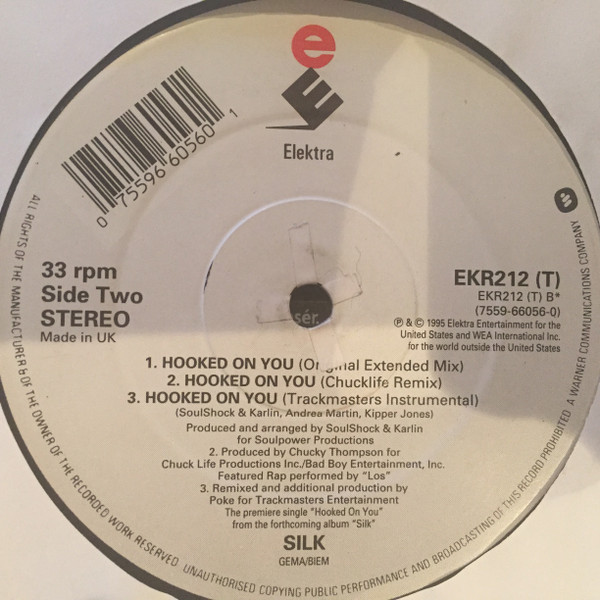 e
E
Elektra
0 75596 60560 1
33 rpm
Side Two
STEREO
Made in UK
EKR212 (T)
EKR212 (T) B*
(7559-66056-0)
℗ & © 1995 Elektra Entertainment for the
United States and WEA International Inc.
for the world outside the United States
sér.
1. HOOKED ON YOU (Original Extended Mix)
2. HOOKED ON YOU (Chucklife Remix)
3. HOOKED ON YOU (Trackmasters Instrumental)
(SoulShock & Karlin, Andrea Martin, Kipper Jones)
Produced and arranged by SoulShock & Karlin
for Soulpower Productions
2. Produced by Chucky Thompson for
Chuck Life Productions Inc./Bad Boy Entertainment, Inc.
Featured Rap performed by "Los"
3. Remixed and additional production by
Poke for Trackmasters Entertainment
The premiere single "Hooked On You"
from the forthcoming album "Silk"
SILK
GEMA/BIEM
ALL RIGHTS OF THE MANUFACTURER & OF THE OWNER OF THE RECORDED WORK RESERVED. UNAUTHORISED COPYING PUBLIC PERFORMANCE AND BROADCASTING OF THIS RECORD PROHIBITED. A WARNER COMMUNICATIONS COMPANY